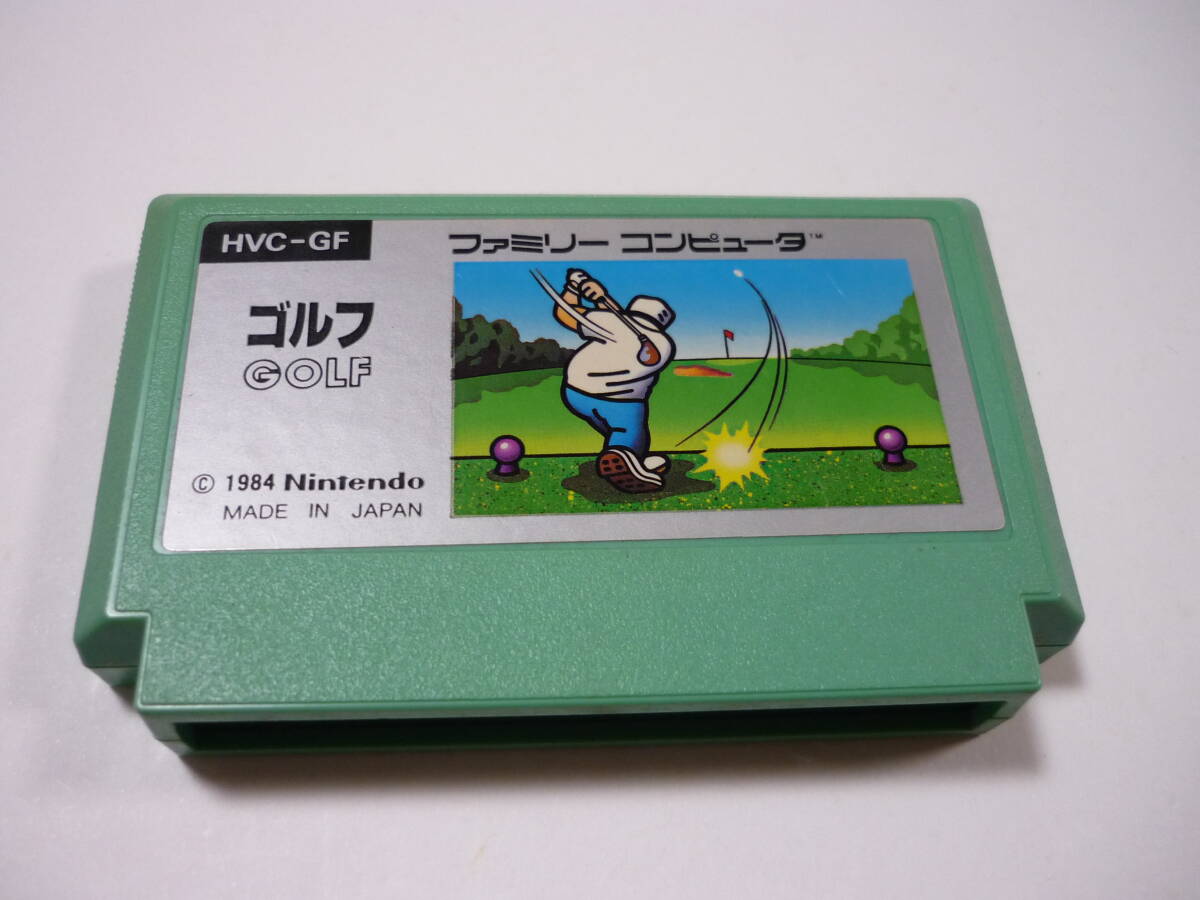 HVC-GF
ファミリー コンピュータ™
ゴルフ
GOLF
© 1984 Nintendo
MADE IN JAPAN